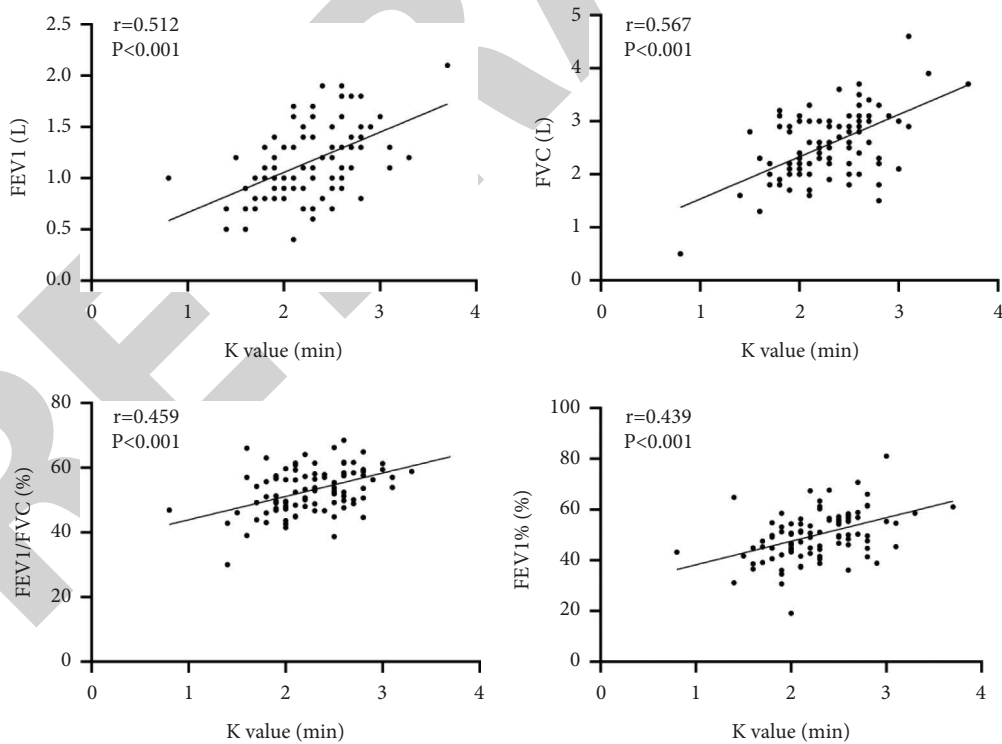 r=0.512
P<0.001
2.5
2.0
1.5
1.0
0.5
0.0
FEV1 (L)
0 1 2 3 4
K value (min)
r=0.567
P<0.001
5
4
3
2
1
0
FVC (L)
0 1 2 3 4
K value (min)
r=0.459
P<0.001
80
60
40
20
0
FEV1/FVC (%)
0 1 2 3 4
K value (min)
r=0.439
P<0.001
100
80
60
40
20
0
FEV1% (%)
0 1 2 3 4
K value (min)